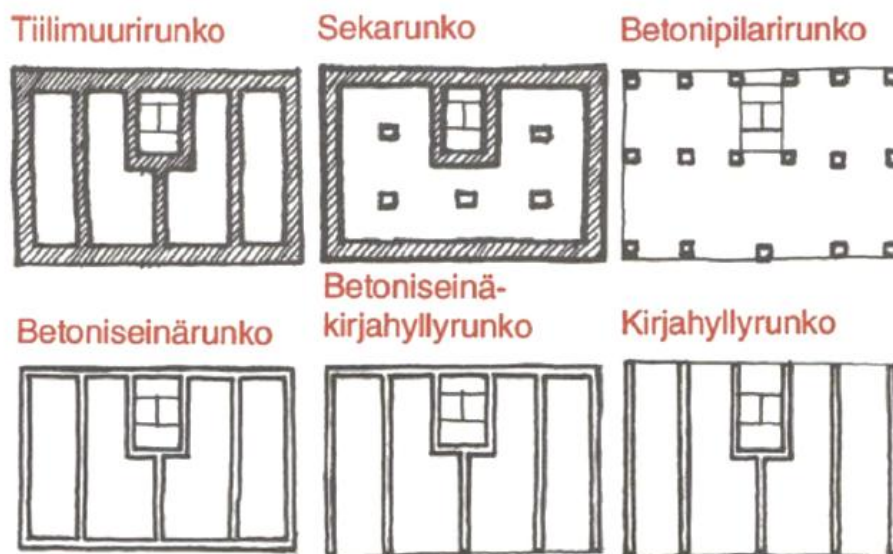 Tiilimuurirunko
Sekarunko
Betonipilarirunko
Betoniseinärunko
Betoniseinä-
kirjahyllyrunko
Kirjahyllyrunko